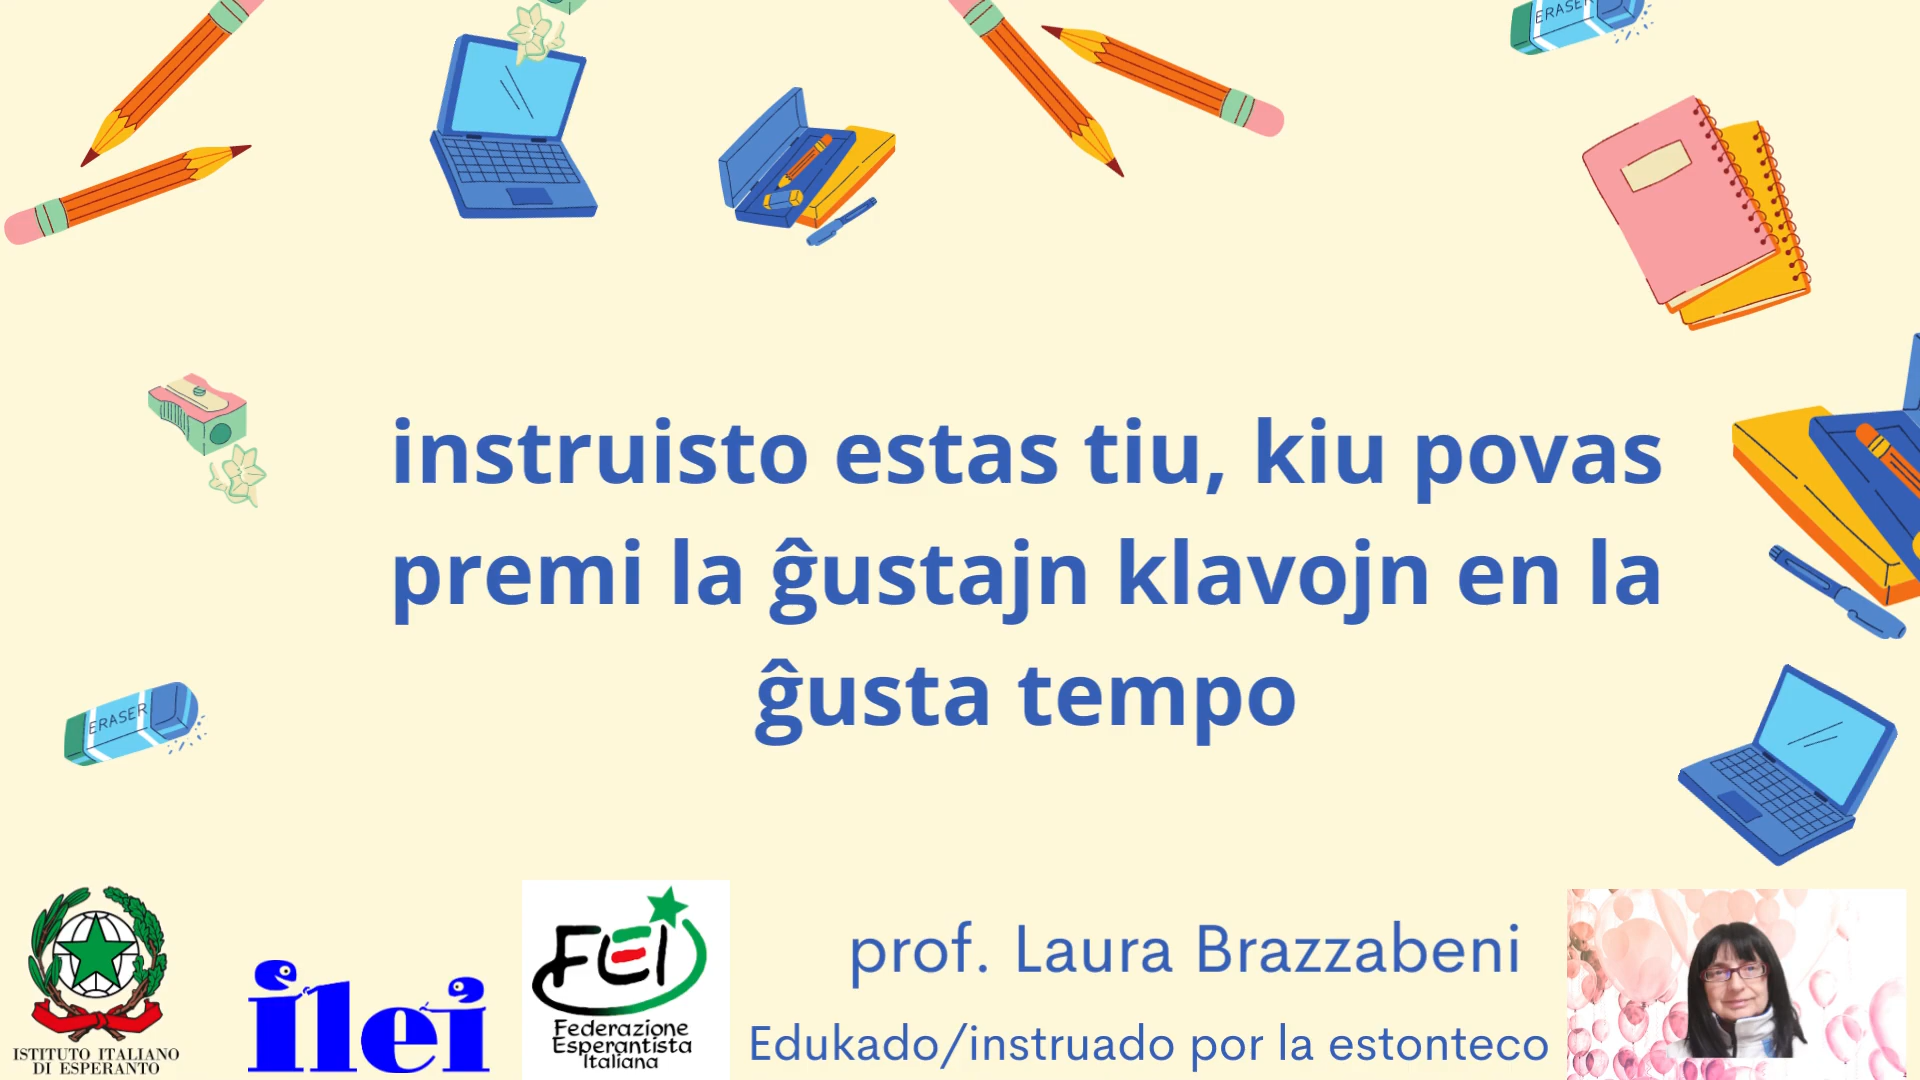 ERASER
instruisto estas tiu, kiu povas
premi la ĝustajn klavojn en la
ĝusta tempo
ERASER
ISTITUTO ITALIANO
DI ESPERANTO
ilei
FEI
Federazione
Esperantista
Italiana
prof. Laura Brazzabeni
Edukado/instruado por la estonteco